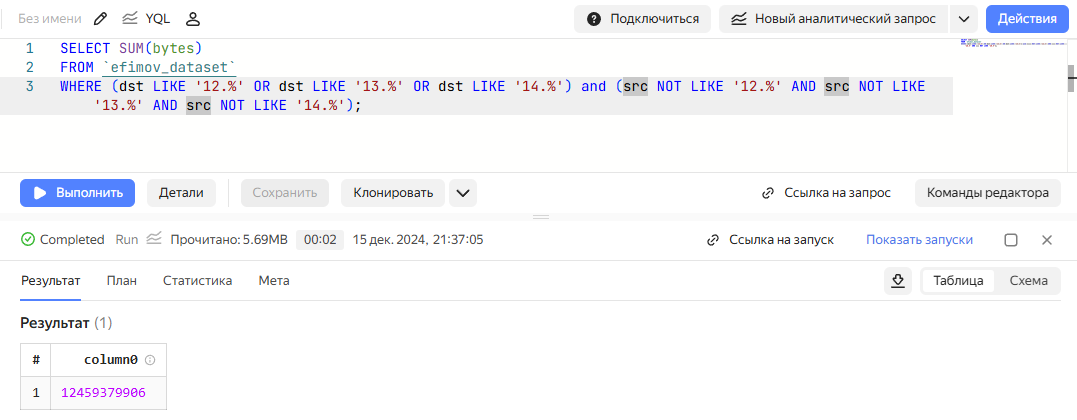 Без имени YQL Подключиться Новый аналитический запрос Действия
1 SELECT SUM(bytes)
2 FROM `efimov_dataset`
3 WHERE (dst LIKE '12.%' OR dst LIKE '13.%' OR dst LIKE '14.%') and (src NOT LIKE '12.%' AND src NOT LIKE
'13.%' AND src NOT LIKE '14.%');
Выполнить Детали Сохранить Клонировать Ссылка на запрос Команды редактора
Completed Run Прочитано: 5.69MB 00:02 15 дек. 2024, 21:37:05 Ссылка на запуск Показать запуски
Результат План Статистика Мета Таблица Схема
Результат (1)
# column0
1 12459379906